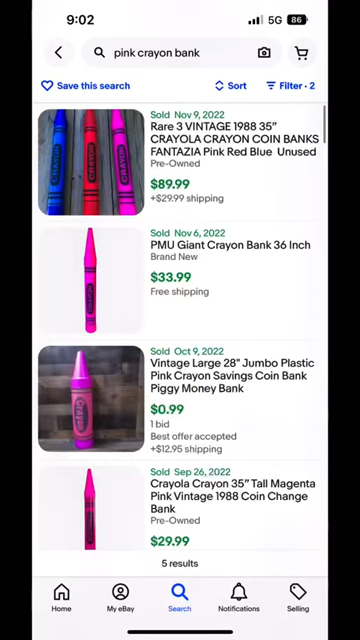 9:02
5G
86
pink crayon bank
Save this search
Sort
Filter • 2
Sold Nov 9, 2022
Rare 3 VINTAGE 1988 35"
CRAYOLA CRAYON COIN BANKS
FANTAZIA Pink Red Blue Unused
Pre-Owned
$89.99
+$29.99 shipping
CRAYON
CRAYON
CRAYON
Sold Nov 6, 2022
PMU Giant Crayon Bank 36 Inch
Brand New
$33.99
Free shipping
Sold Oct 9, 2022
Vintage Large 28" Jumbo Plastic
Pink Crayon Savings Coin Bank
Piggy Money Bank
$0.99
1 bid
Best offer accepted
+$12.95 shipping
CRAYON
Sold Sep 26, 2022
Crayola Crayon 35" Tall Magenta
Pink Vintage 1988 Coin Change
Bank
Pre-Owned
$29.99
5 results
Home
My eBay
Search
Notifications
Selling